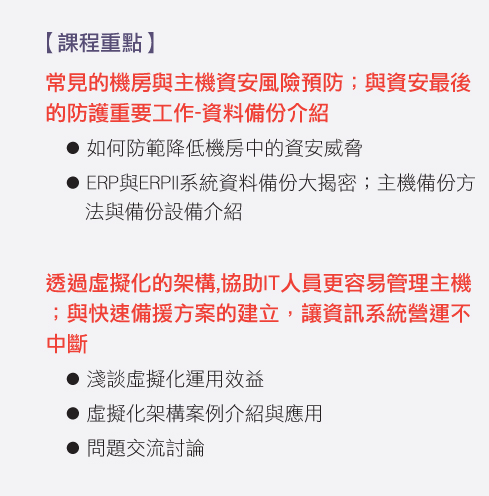 【課程重點】
常見的機房與主機資安風險預防；與資安最後
的防護重要工作-資料備份介紹
● 如何防範降低機房中的資安威脅
● ERP與ERPII系統資料備份大揭密；主機備份方
法與備份設備介紹
透過虛擬化的架構,協助IT人員更容易管理主機
；與快速備援方案的建立，讓資訊系統營運不
中斷
● 淺談虛擬化運用效益
● 虛擬化架構案例介紹與應用
● 問題交流討論